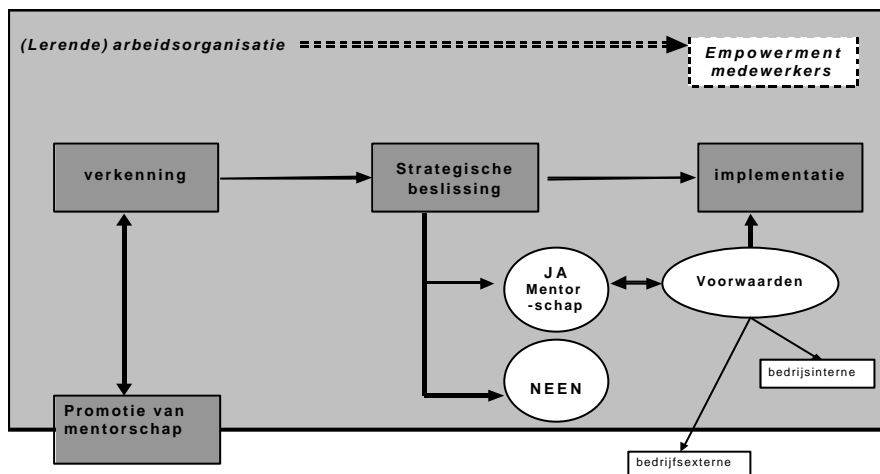 (Lerende) arbeidsorganisatie
Empowerment
medewerkers
verkenning
Strategische
beslissing
implementatie
JA
Mentor
-schap
Voorwaarden
NEEN
bedrijsinterne
Promotie van
mentorschap
bedrijfsexterne